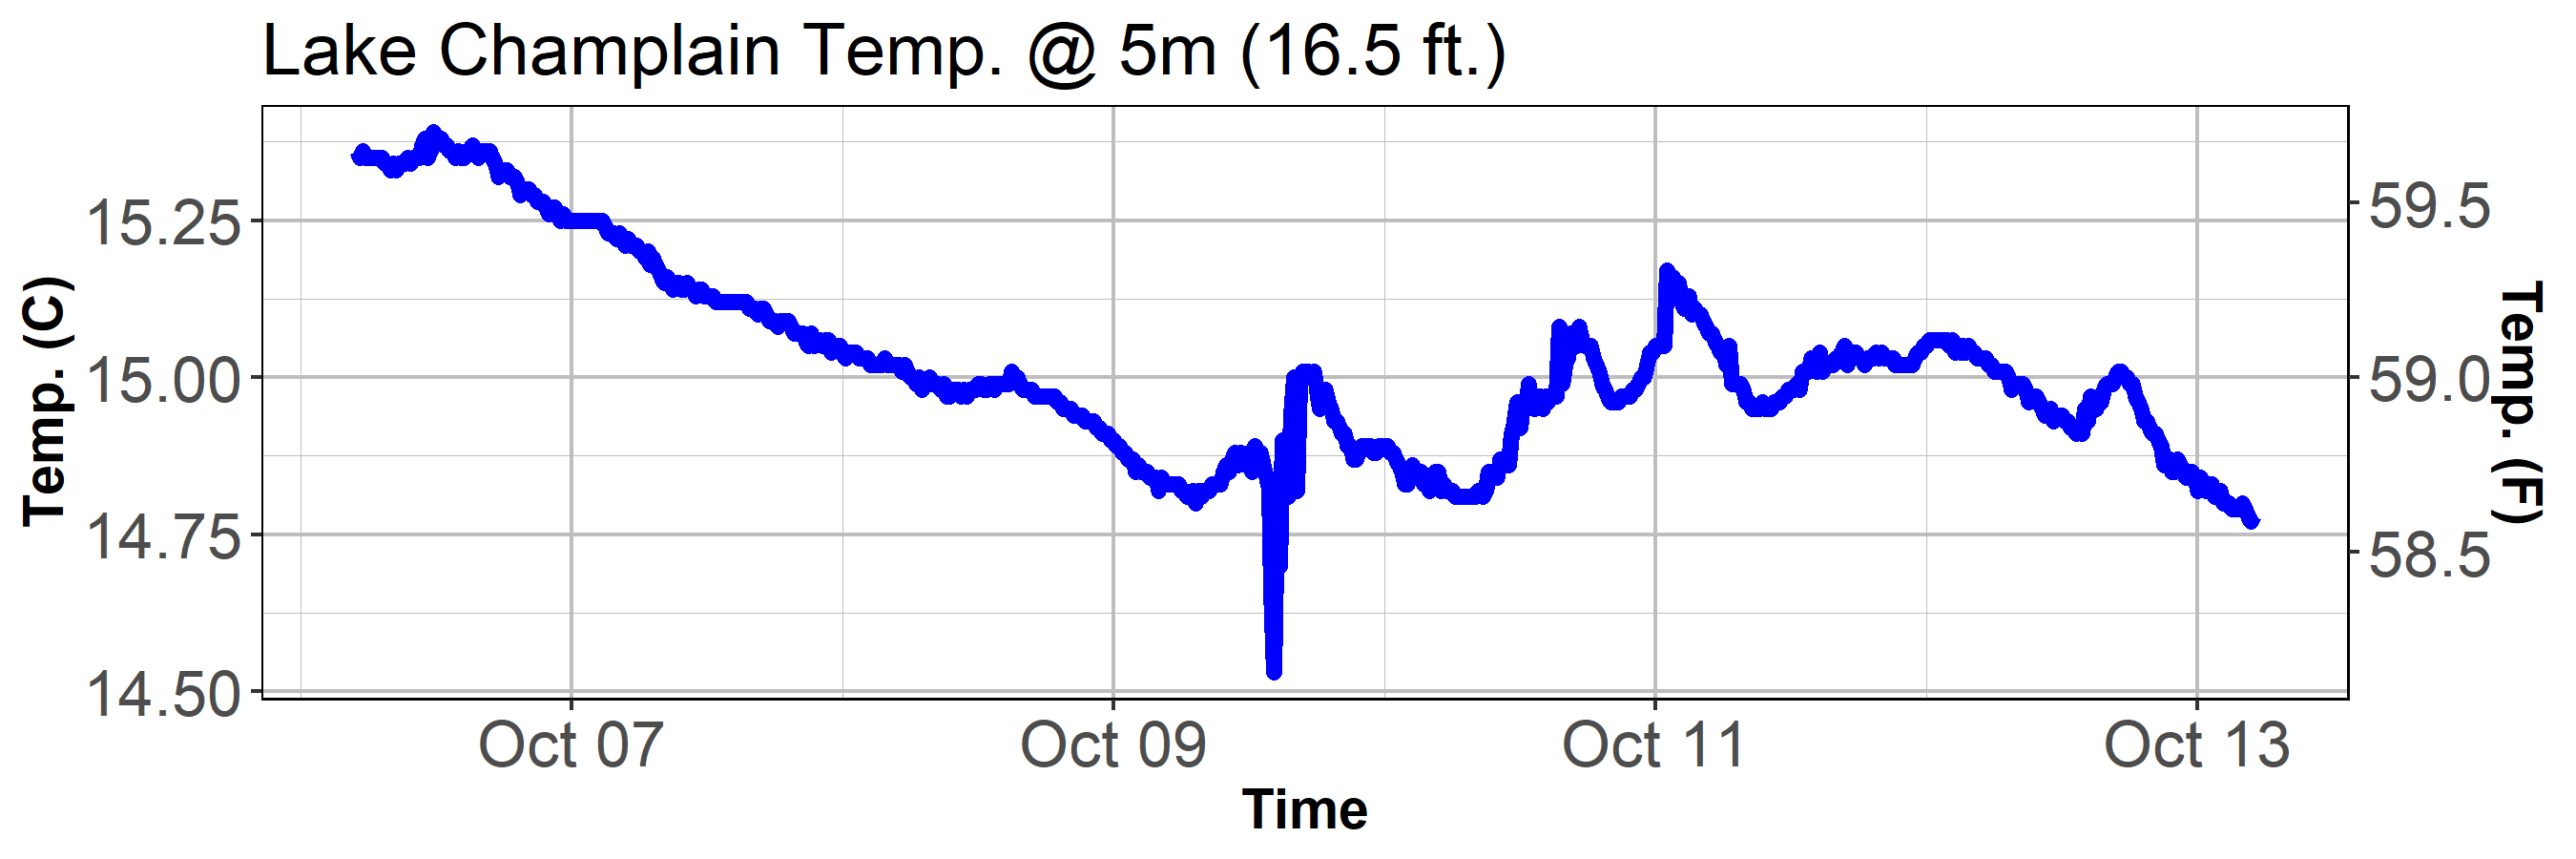 Lake Champlain Temp. @ 5m (16.5 ft.)
Temp. (C)
15.25
15.00
14.75
14.50
59.5
59.0
58.5
Temp. (F)
Oct 07 Oct 09 Oct 11 Oct 13
Time